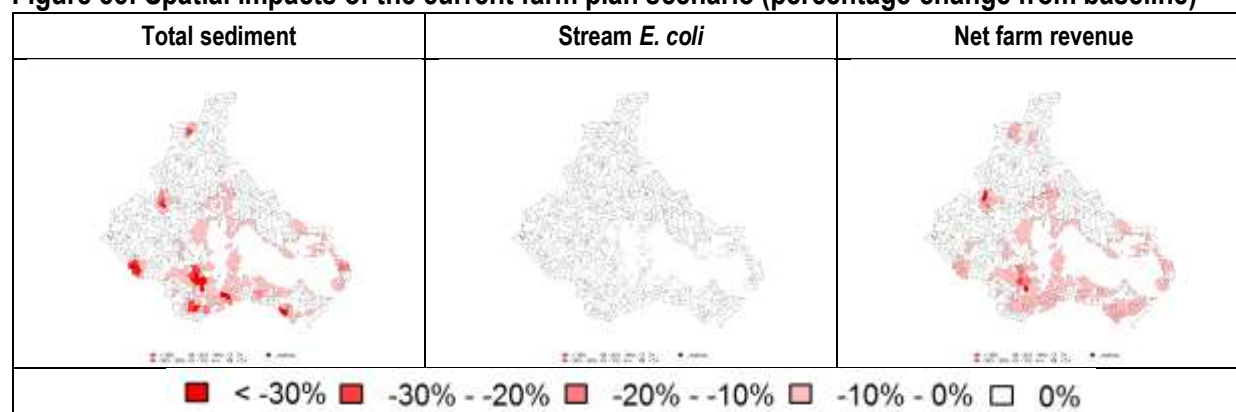 Figure 30: Spatial impacts of the current farm plan scenario (percentage change from baseline)
Total sediment
Stream E. coli
Net farm revenue
< -30% -30% - -20% -20% - -10% -10% - 0% 0%